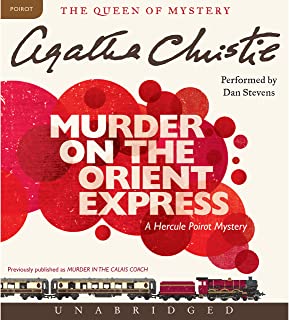 POIROT
THE QUEEN OF MYSTERY
Agatha Christie
Performed by
Dan Stevens
MURDER
ON THE
ORIENT
EXPRESS
A Hercule Poirot Mystery
Previously published as MURDER IN THE CALAIS COACH
UNABRIDGED